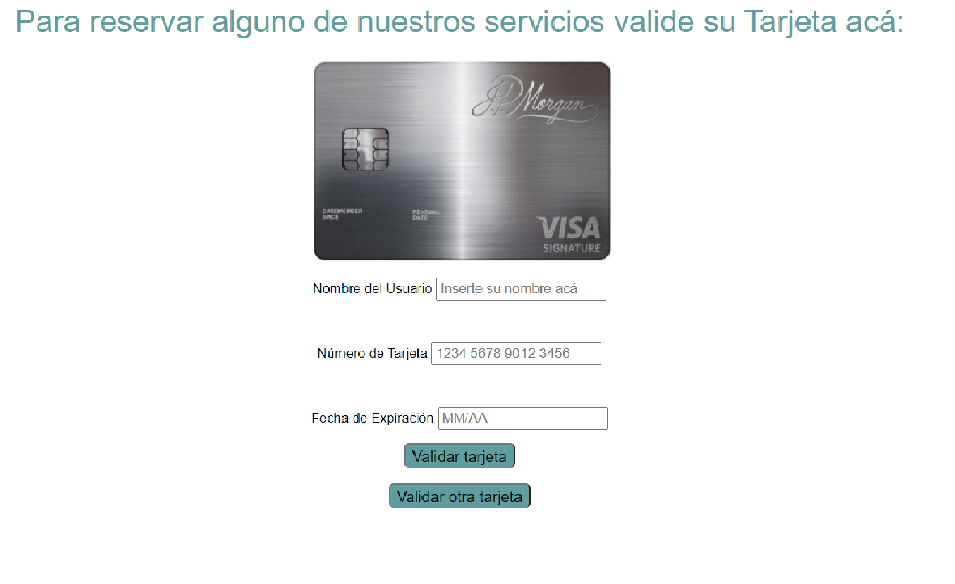 Para reservar alguno de nuestros servicios valide su Tarjeta acá:
J.P. Morgan
RENEWAL
DATE
SINCE
VISA
SIGNATURE
Nombre del Usuario Inserte su nombre acá
Número de Tarjeta 1234 5678 9012 3456
Fecha de Expiración MM/AA
Validar tarjeta
Validar otra tarjeta